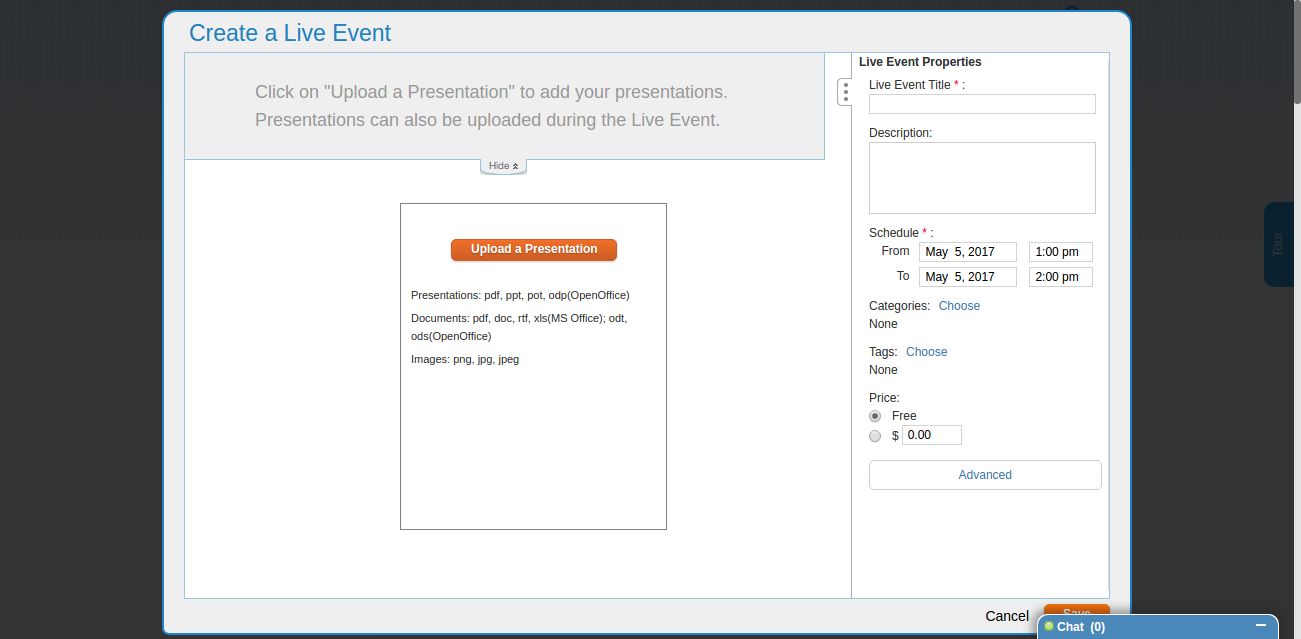 Create a Live Event
Click on "Upload a Presentation" to add your presentations.
Presentations can also be uploaded during the Live Event.
Hide
Upload a Presentation
Presentations: pdf, ppt, pot, odp(OpenOffice)
Documents: pdf, doc, rtf, xls(MS Office); odt,
ods(OpenOffice)
Images: png, jpg, jpeg
Live Event Properties
Live Event Title * :
Description:
Schedule * :
From May 5, 2017 1:00 pm
To May 5, 2017 2:00 pm
Categories: Choose
None
Tags: Choose
None
Price:
Free
$ 0.00
Advanced
Tour
Cancel Save
Chat (0)